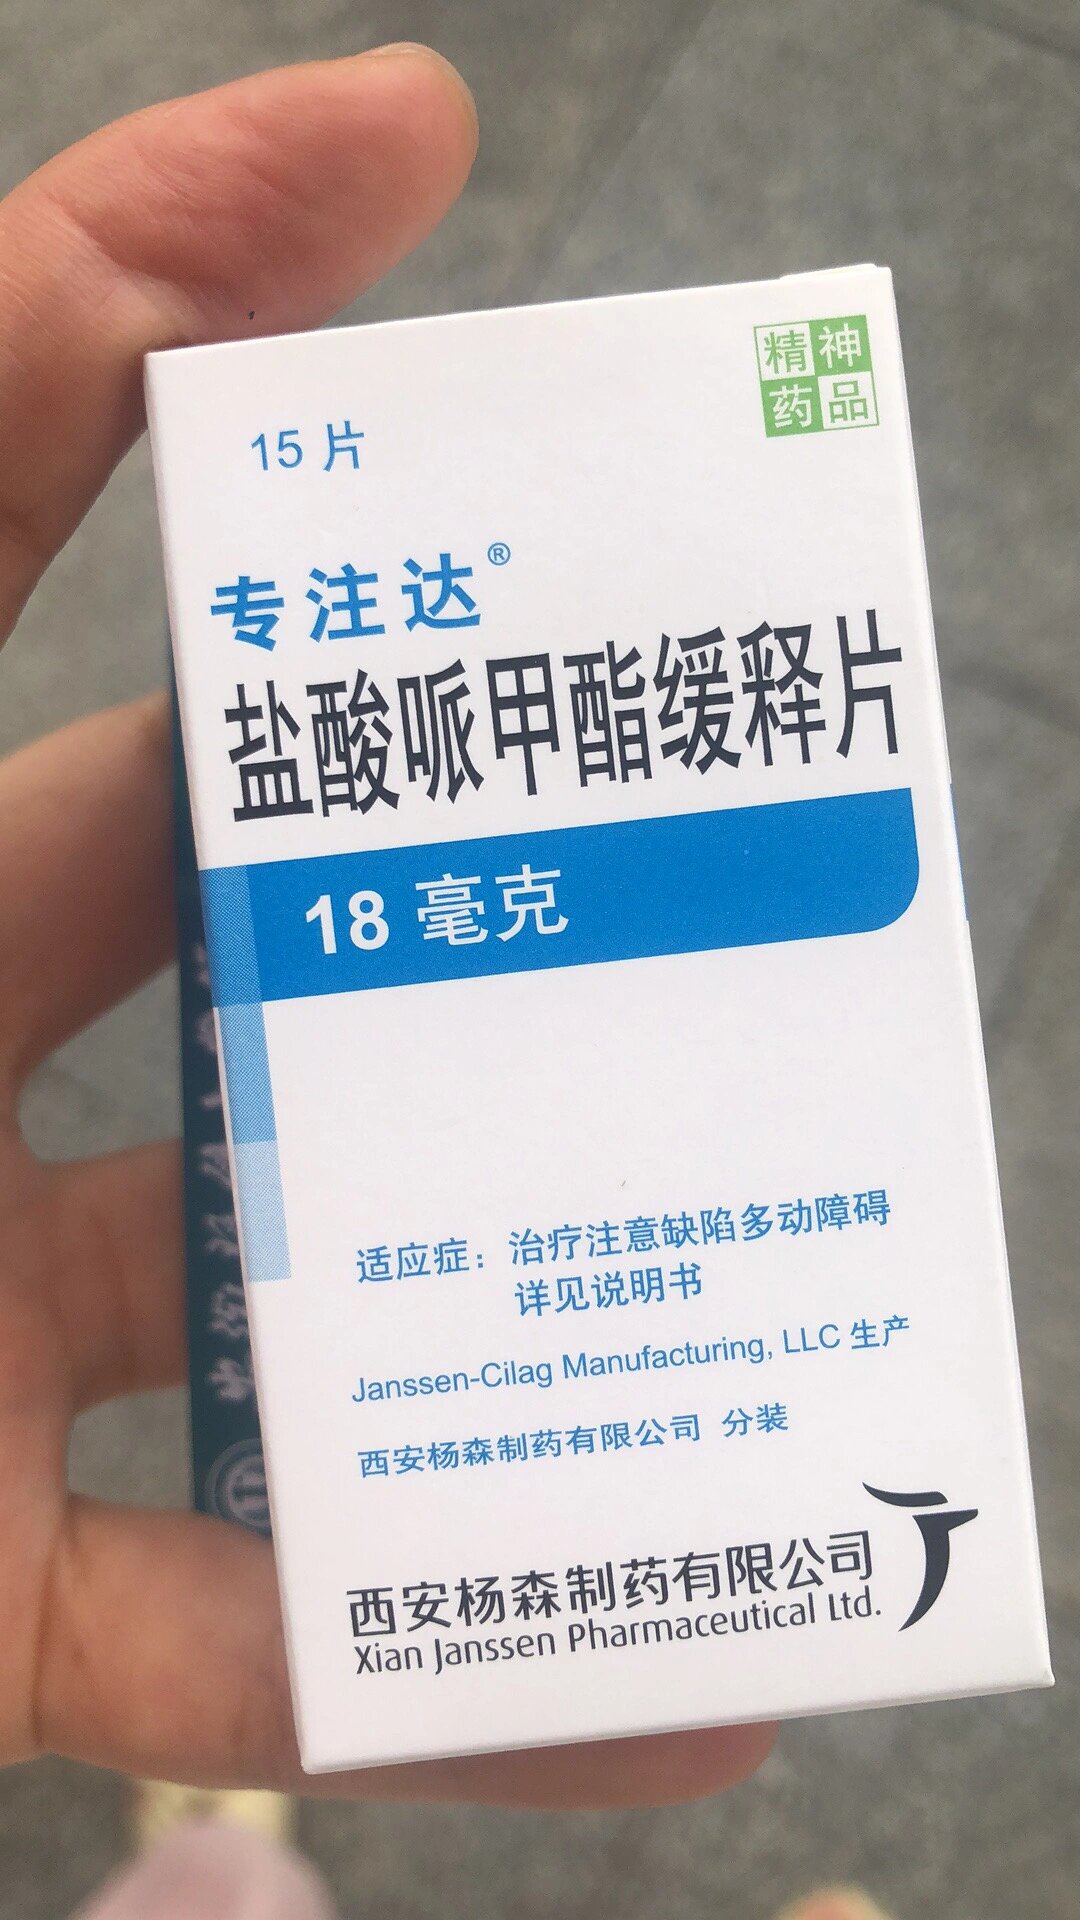 精神
药品
15 片
专注达®
盐酸哌甲酯缓释片
18 毫克
适应症：治疗注意缺陷多动障碍
详见说明书
Janssen-Cilag Manufacturing, LLC 生产
西安杨森制药有限公司 分装
西安杨森制药有限公司
Xian Janssen Pharmaceutical Ltd.